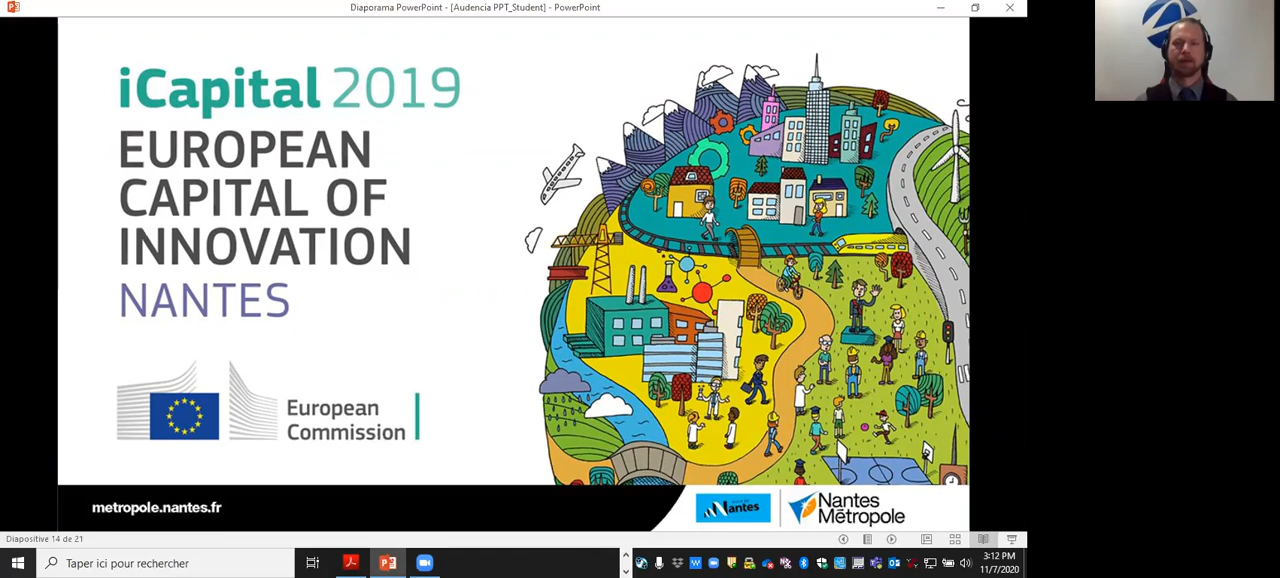 Diaporama PowerPoint - [Audencia PPT_Student] - PowerPoint
iCapital 2019
EUROPEAN
CAPITAL OF
INNOVATION
NANTES
European
Commission
metropole.nantes.fr
Nantes
Nantes
Métropole
Diapositive 14 de 21
Taper ici pour rechercher
3:12 PM
11/7/2020